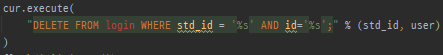 cur.execute(
"DELETE FROM login WHERE std_id = '%s' AND id='%s';" % (std_id, user)
)